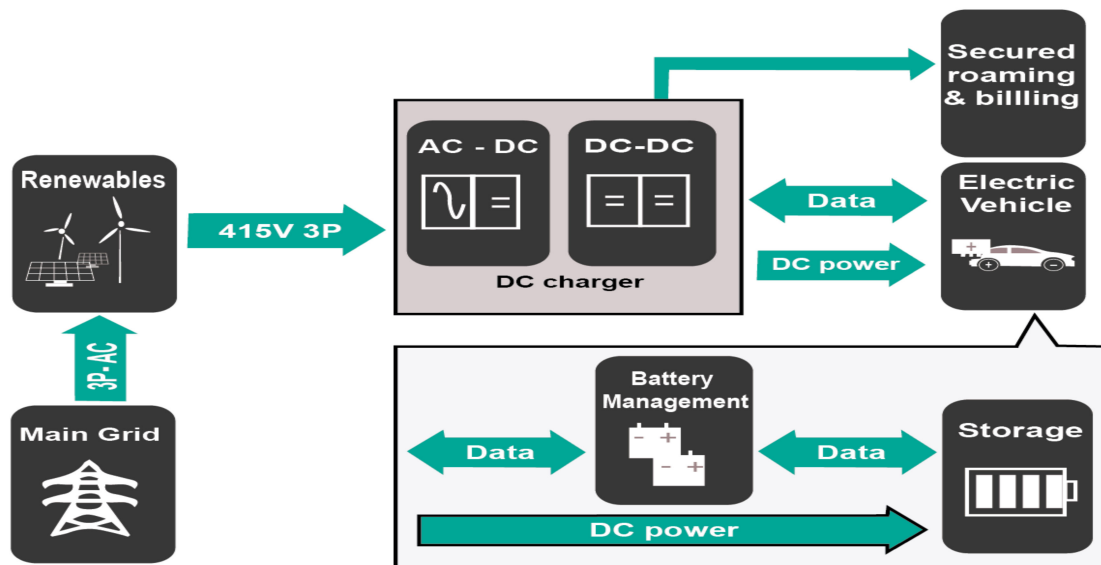 Secured
roaming
& billling
AC - DC
DC-DC
DC charger
Renewables
415V 3P
Data
DC power
Electric
Vehicle
3P-AC
Main Grid
Battery
Management
Data
Data
Storage
DC power